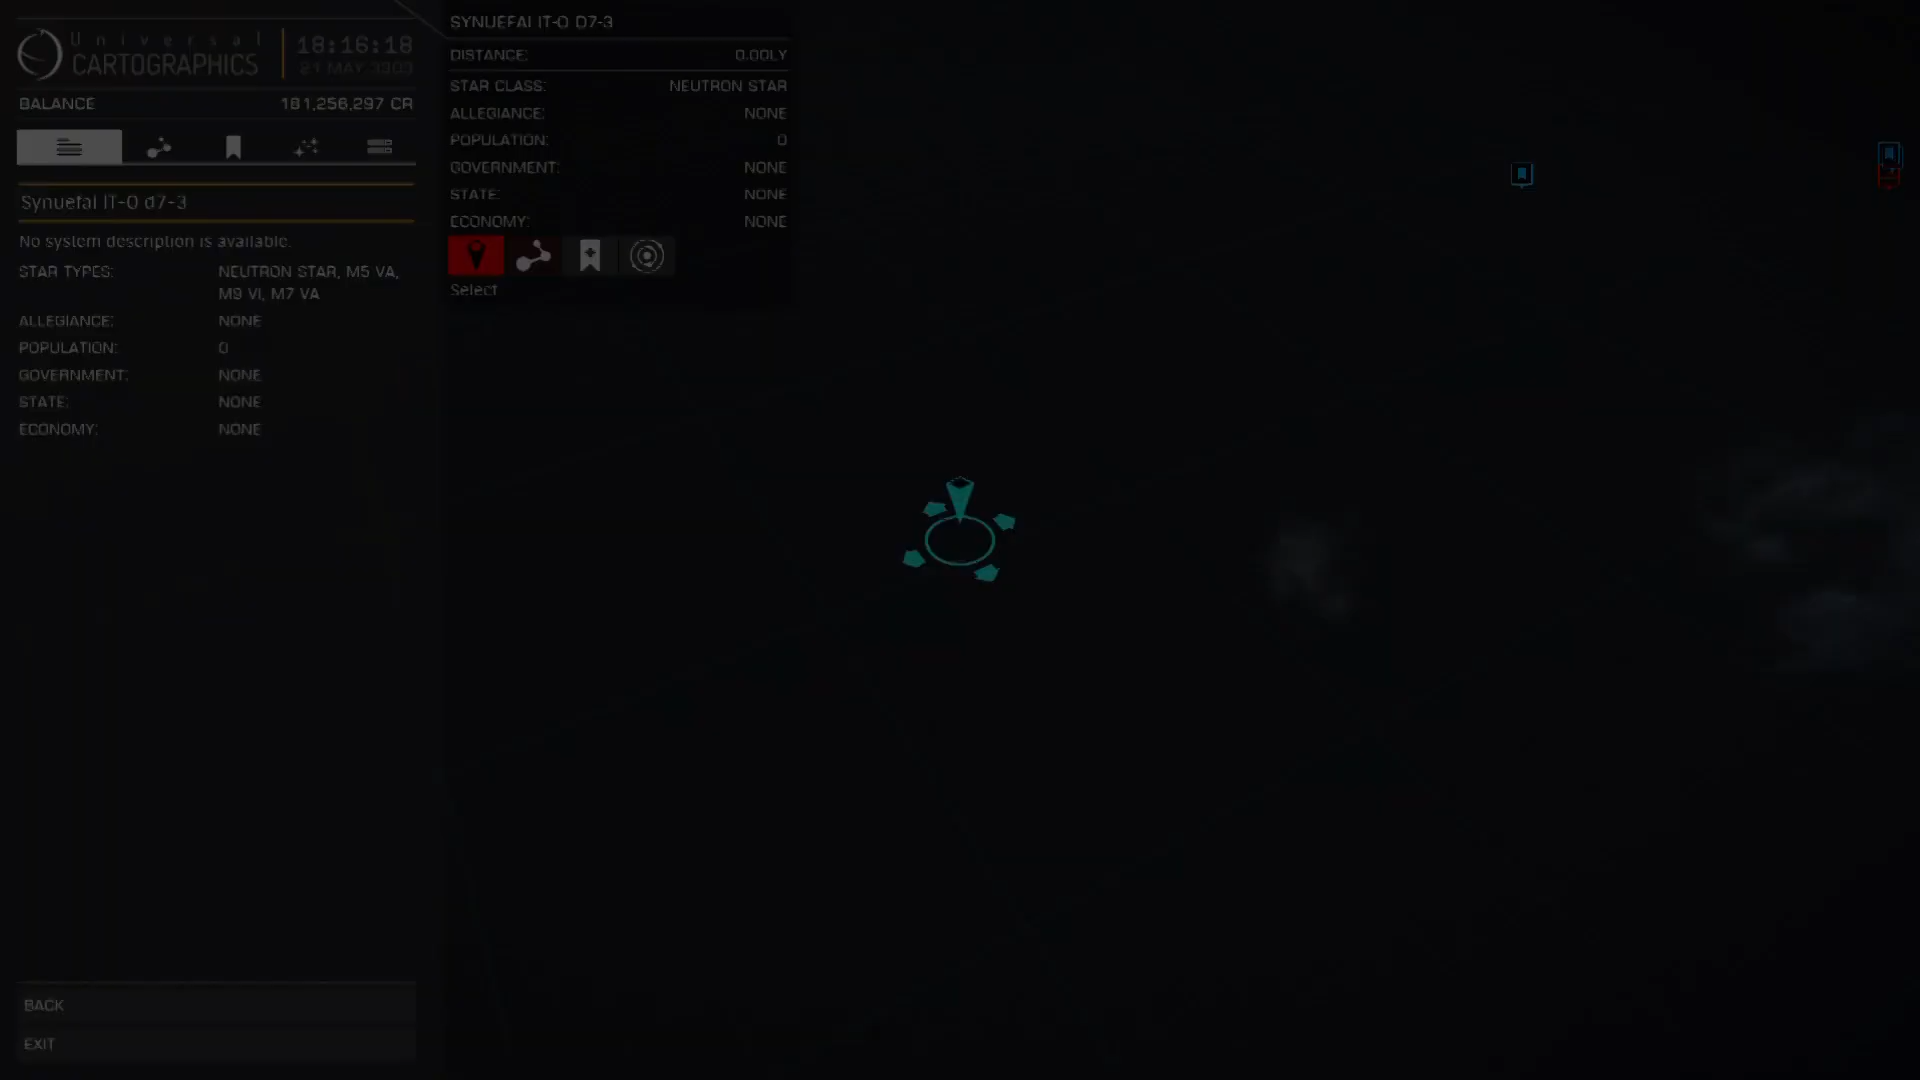 Universal
CARTOGRAPHICS
18:16:18
21 MAY 3303
BALANCE 181,256,297 CR
Synuefai IT-O d7-3
No system description is available.
STAR TYPES: NEUTRON STAR, M5 VA,
M9 VI, M7 VA
ALLEGIANCE: NONE
POPULATION: 0
GOVERNMENT: NONE
STATE: NONE
ECONOMY: NONE
BACK
EXIT
SYNUEFAI IT-O D7-3
DISTANCE: 0.00LY
STAR CLASS: NEUTRON STAR
ALLEGIANCE: NONE
POPULATION: 0
GOVERNMENT: NONE
STATE: NONE
ECONOMY: NONE
Select